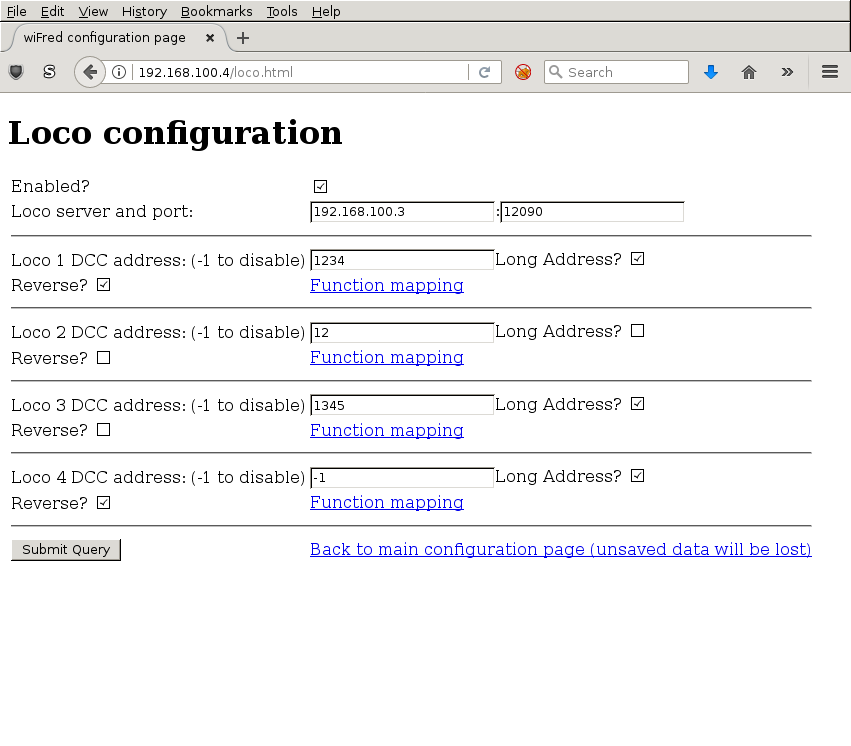 File Edit View History Bookmarks Tools Help
wiFred configuration page
192.168.100.4/loco.html Search
Loco configuration
Enabled?
Loco server and port: 192.168.100.3 : 12090
Loco 1 DCC address: (-1 to disable) 1234 Long Address?
Reverse? Function mapping
Loco 2 DCC address: (-1 to disable) 12 Long Address?
Reverse? Function mapping
Loco 3 DCC address: (-1 to disable) 1345 Long Address?
Reverse? Function mapping
Loco 4 DCC address: (-1 to disable) -1 Long Address?
Reverse? Function mapping
Submit Query Back to main configuration page (unsaved data will be lost)